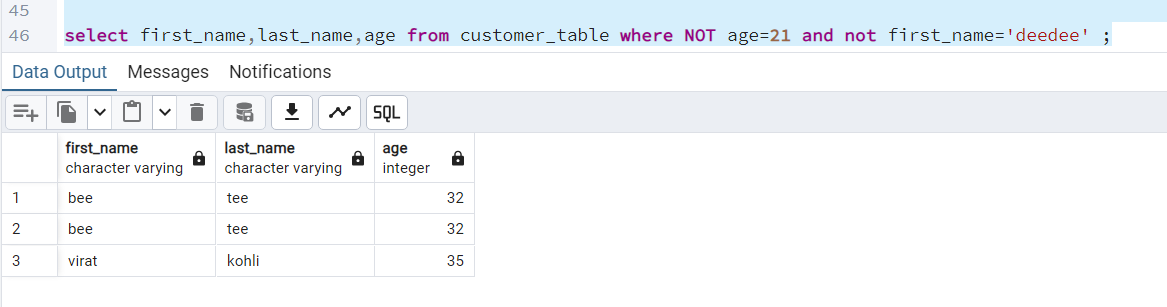 45
46 select first_name,last_name,age from customer_table where NOT age=21 and not first_name='deedee' ;
Data Output Messages Notifications
SQL
first_name last_name age
character varying character varying integer
1 bee tee 32
2 bee tee 32
3 virat kohli 35